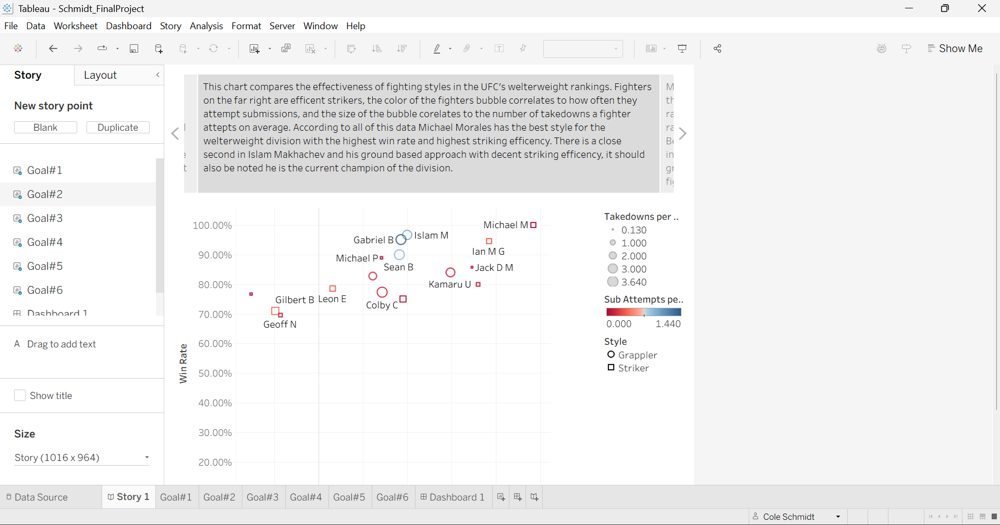 Tableau - Schmidt_FinalProject
File Data Worksheet Dashboard Story Analysis Format Server Window Help
Show Me
Story Layout
New story point
Blank Duplicate
Goal#1
Goal#2
Goal#3
Goal#4
Goal#5
Goal#6
Dashboard 1
A Drag to add text
Show title
Size
Story (1016 x 964)
This chart compares the effectiveness of fighting styles in the UFC's welterweight rankings. Fighters
on the far right are efficent strikers, the color of the fighters bubble correlates to how often they
attempt submissions, and the size of the bubble corelates to the number of takedowns a fighter
attepts on average. According to all of this data Michael Morales has the best style for the
welterweight division with the highest win rate and highest striking efficency. There is a close
second in Islam Makhachev and his ground based approach with decent striking efficency, it should
also be noted he is the current champion of the division.
Win Rate
100.00%
90.00%
80.00%
70.00%
60.00%
50.00%
40.00%
30.00%
20.00%
Michael M
Islam M
Gabriel B
Ian M G
Michael P
Sean B
Jack D M
Kamaru U
Gilbert B
Leon E
Colby C
Geoff N
Takedowns per ..
0.130
1.000
2.000
3.000
3.640
Sub Attempts pe..
0.000 1.440
Style
Grappler
Striker
Data Source Story 1 Goal#1 Goal#2 Goal#3 Goal#4 Goal#5 Goal#6 Dashboard 1
Cole Schmidt